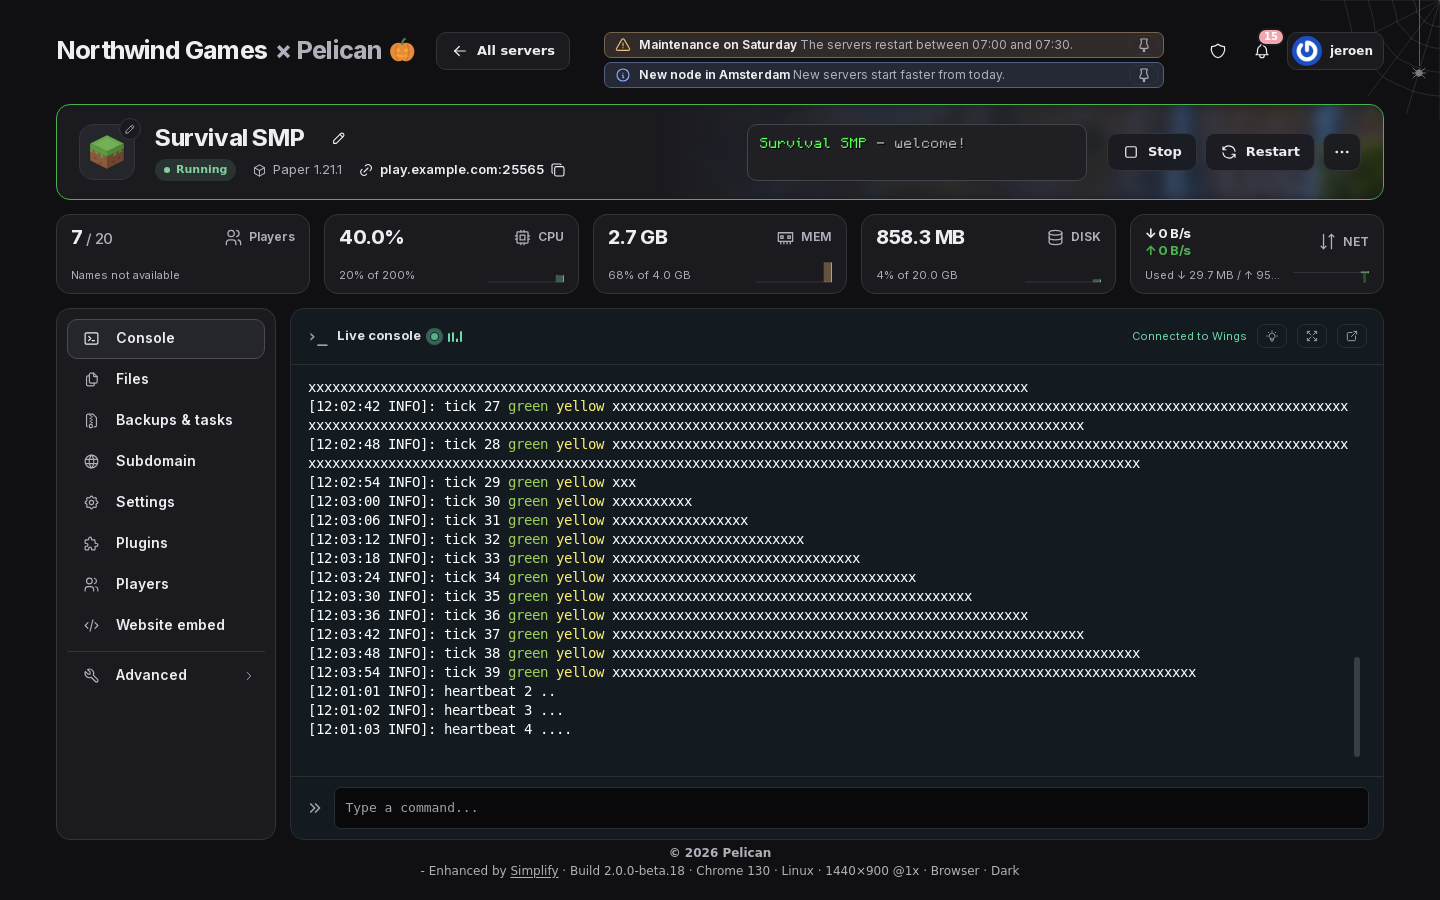 Northwind Games × Pelican 🎃
All servers
Maintenance on Saturday The servers restart between 07:00 and 07:30.
New node in Amsterdam New servers start faster from today.
15
jeroen
Survival SMP
Running
Paper 1.21.1
play.example.com:25565
Survival SMP - welcome!
Stop
Restart
7 / 20
Players
Names not available
40.0%
CPU
20% of 200%
2.7 GB
MEM
68% of 4.0 GB
858.3 MB
DISK
4% of 20.0 GB
↓ 0 B/s
↑ 0 B/s
NET
Used ↓ 29.7 MB / ↑ 95...
Console
Files
Backups & tasks
Subdomain
Settings
Plugins
Players
Website embed
Advanced
Live console
Connected to Wings
xxxxxxxxxxxxxxxxxxxxxxxxxxxxxxxxxxxxxxxxxxxxxxxxxxxxxxxxxxxxxxxxxxxxxxxxxxxxxxxxxxxxxxxxxx
[12:02:42 INFO]: tick 27 green yellow xxxxxxxxxxxxxxxxxxxxxxxxxxxxxxxxxxxxxxxxxxxxxxxxxxxxxxxxxxxxxxxxxxxxxxxxxxxxxxxxxxxxxxxxxxxx
xxxxxxxxxxxxxxxxxxxxxxxxxxxxxxxxxxxxxxxxxxxxxxxxxxxxxxxxxxxxxxxxxxxxxxxxxxxxxxxxxxxxxxxxxxxxxxxxx
[12:02:48 INFO]: tick 28 green yellow xxxxxxxxxxxxxxxxxxxxxxxxxxxxxxxxxxxxxxxxxxxxxxxxxxxxxxxxxxxxxxxxxxxxxxxxxxxxxxxxxxxxxxxxxxxx
xxxxxxxxxxxxxxxxxxxxxxxxxxxxxxxxxxxxxxxxxxxxxxxxxxxxxxxxxxxxxxxxxxxxxxxxxxxxxxxxxxxxxxxxxxxxxxxxxxxxxxxx
[12:02:54 INFO]: tick 29 green yellow xxx
[12:03:00 INFO]: tick 30 green yellow xxxxxxxxxx
[12:03:06 INFO]: tick 31 green yellow xxxxxxxxxxxxxxxxx
[12:03:12 INFO]: tick 32 green yellow xxxxxxxxxxxxxxxxxxxxxxxx
[12:03:18 INFO]: tick 33 green yellow xxxxxxxxxxxxxxxxxxxxxxxxxxxxxxx
[12:03:24 INFO]: tick 34 green yellow xxxxxxxxxxxxxxxxxxxxxxxxxxxxxxxxxxxxxx
[12:03:30 INFO]: tick 35 green yellow xxxxxxxxxxxxxxxxxxxxxxxxxxxxxxxxxxxxxxxxxxxxx
[12:03:36 INFO]: tick 36 green yellow xxxxxxxxxxxxxxxxxxxxxxxxxxxxxxxxxxxxxxxxxxxxxxxxxxxx
[12:03:42 INFO]: tick 37 green yellow xxxxxxxxxxxxxxxxxxxxxxxxxxxxxxxxxxxxxxxxxxxxxxxxxxxxxxxxxxx
[12:03:48 INFO]: tick 38 green yellow xxxxxxxxxxxxxxxxxxxxxxxxxxxxxxxxxxxxxxxxxxxxxxxxxxxxxxxxxxxxxxxxxx
[12:03:54 INFO]: tick 39 green yellow xxxxxxxxxxxxxxxxxxxxxxxxxxxxxxxxxxxxxxxxxxxxxxxxxxxxxxxxxxxxxxxxxxxxxxxxx
[12:01:01 INFO]: heartbeat 2 ..
[12:01:02 INFO]: heartbeat 3 ...
[12:01:03 INFO]: heartbeat 4 ....
Type a command...
© 2026 Pelican
- Enhanced by Simplify · Build 2.0.0-beta.18 · Chrome 130 · Linux · 1440×900 @1x · Browser · Dark